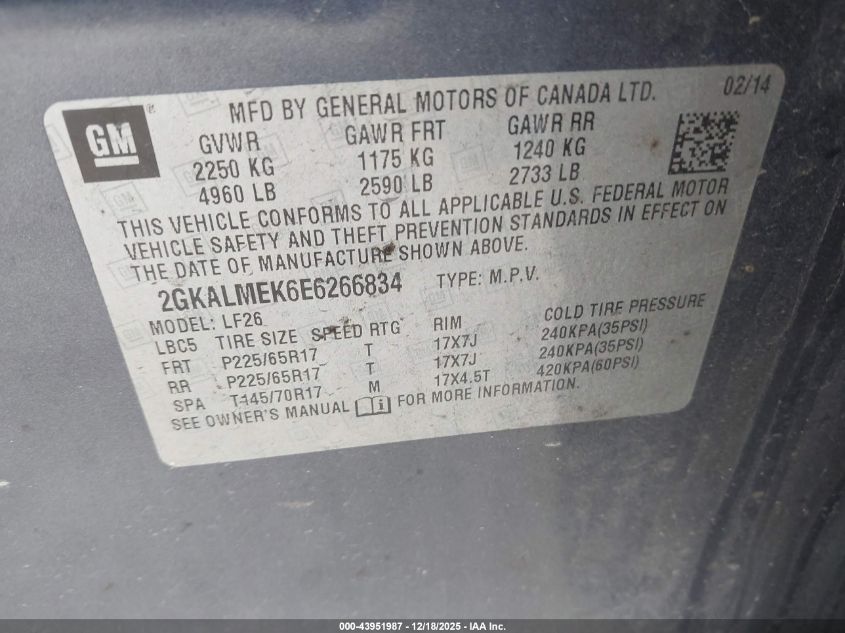 GM
MFD BY GENERAL MOTORS OF CANADA LTD.
02/14
GVWR GAWR FRT GAWR RR
2250 KG 1175 KG 1240 KG
4960 LB 2590 LB 2733 LB
THIS VEHICLE CONFORMS TO ALL APPLICABLE U.S. FEDERAL MOTOR
VEHICLE SAFETY AND THEFT PREVENTION STANDARDS IN EFFECT ON
THE DATE OF MANUFACTURE SHOWN ABOVE.
2GKALMEK6E6266834 TYPE: M.P.V.
MODEL: LF26
LBC5 TIRE SIZE SPEED RTG RIM COLD TIRE PRESSURE
FRT P225/65R17 T 17X7J 240KPA(35PSI)
RR P225/65R17 T 17X7J 240KPA(35PSI)
SPA T145/70R17 M 17X4.5T 420KPA(60PSI)
SEE OWNER'S MANUAL FOR MORE INFORMATION.
000-43951987 - 12/18/2025 - IAA Inc.